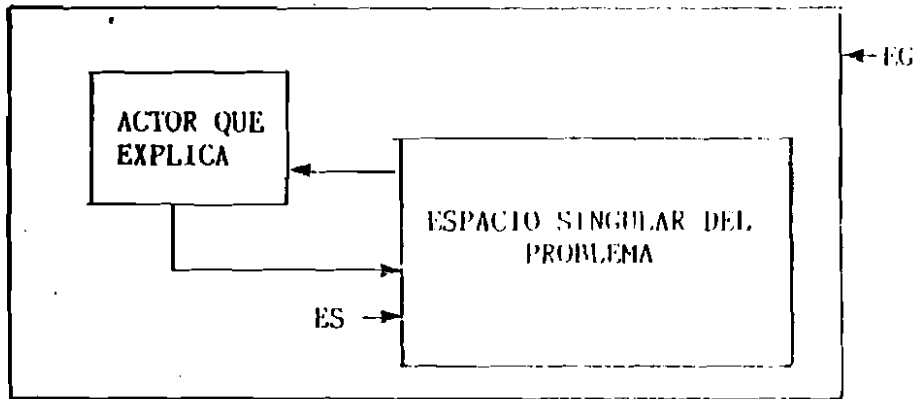 EG
ACTOR QUE
EXPLICA
ESPACIO SINGULAR DEL
PROBLEMA
ES